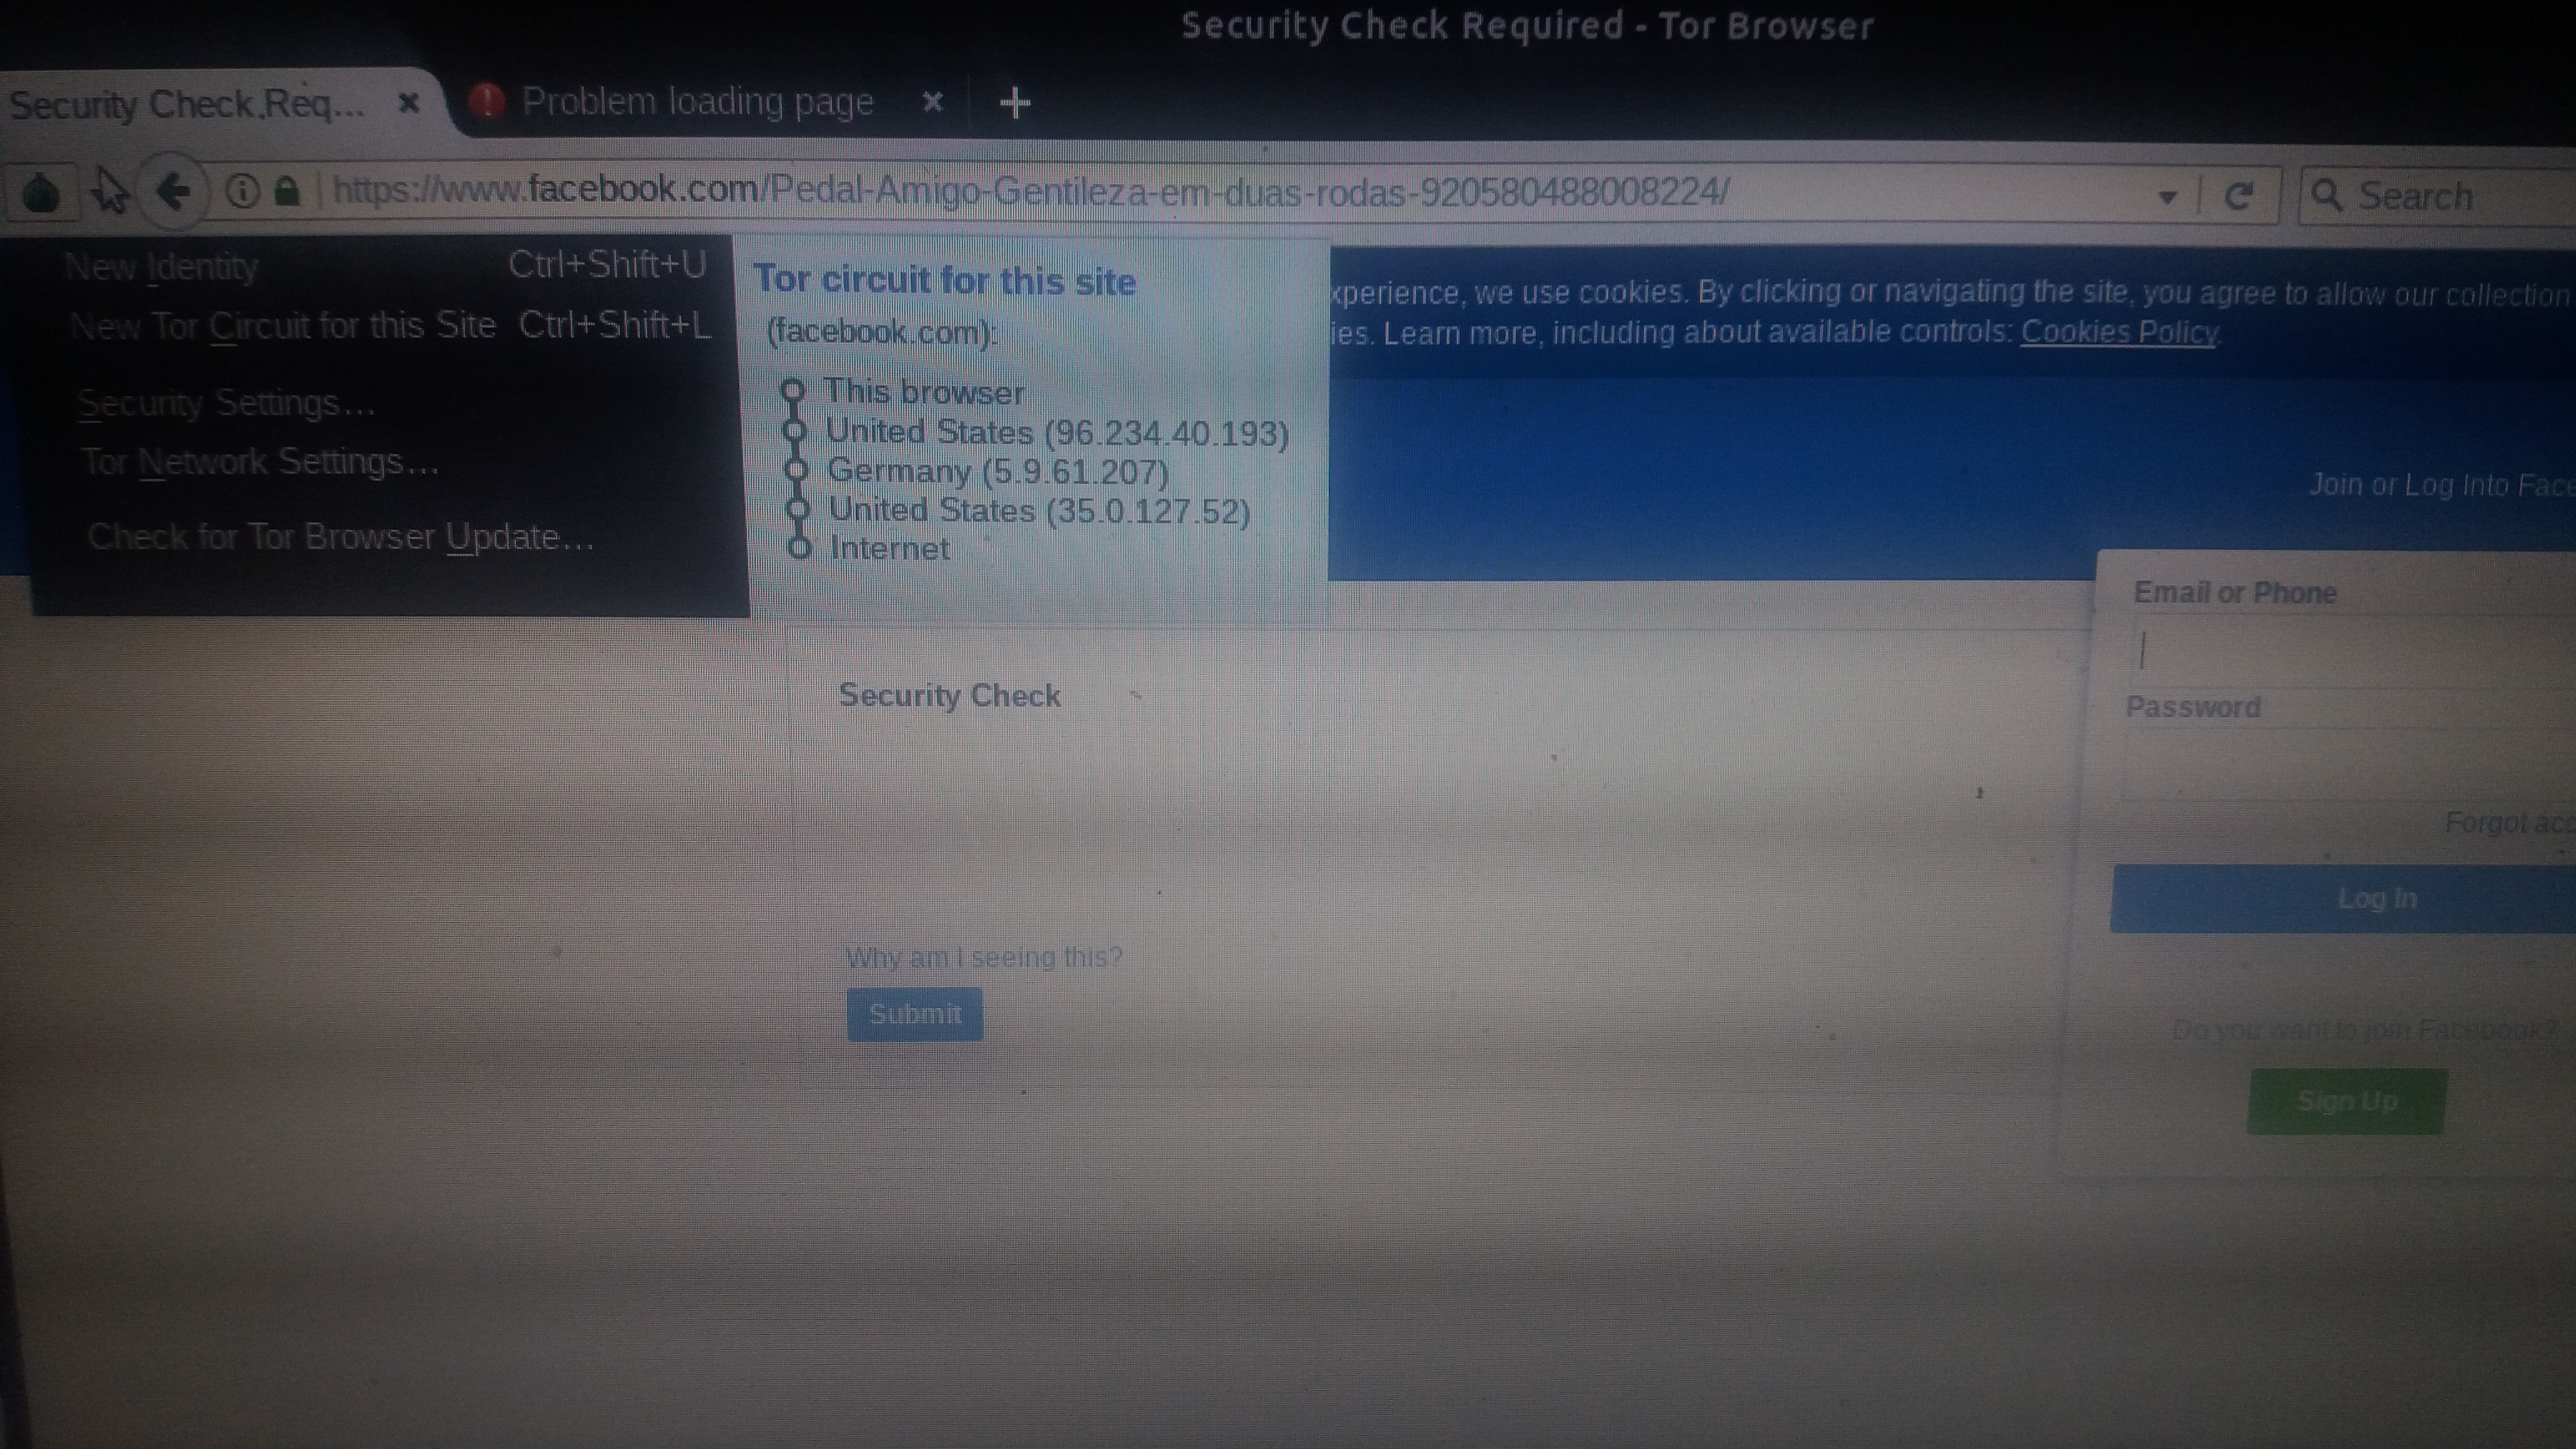 Security Check Required - Tor Browser
Security Check Req...
Problem loading page
https://www.facebook.com/Pedal-Amigo-Gentileza-em-duas-rodas-920580488008224/
Search
New Identity Ctrl+Shift+U
New Tor Circuit for this Site Ctrl+Shift+L
Security Settings...
Tor Network Settings...
Check for Tor Browser Update...
Tor circuit for this site
(facebook.com):
This browser
United States (96.234.40.193)
Germany (5.9.61.207)
United States (35.0.127.52)
Internet
xperience, we use cookies. By clicking or navigating the site, you agree to allow our collection
ies. Learn more, including about available controls: Cookies Policy.
Join or Log Into Face
Email or Phone
Password
Forgot acc
Log In
Do you want to join Facebook?
Sign Up
Security Check
Why am I seeing this?
Submit